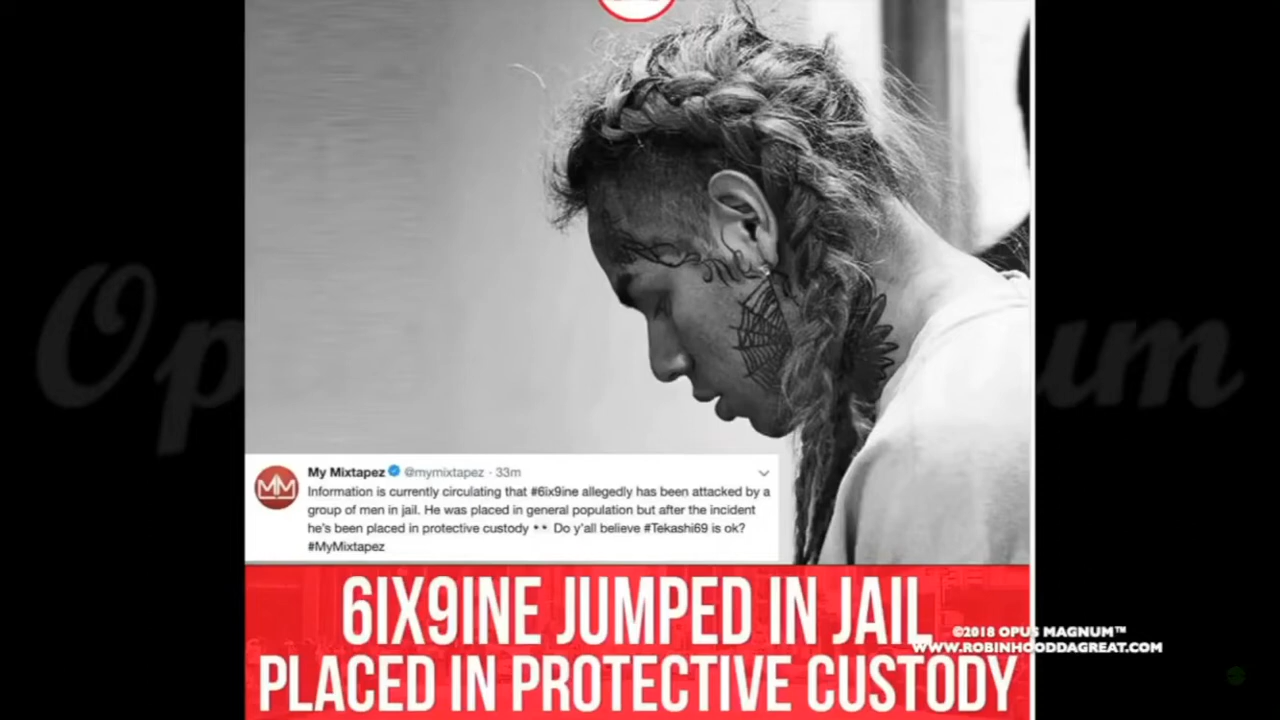 My Mixtapez @mymixtapez · 33m
MM
Information is currently circulating that #6ix9ine allegedly has been attacked by a
group of men in jail. He was placed in general population but after the incident
he's been placed in protective custody 👀 Do y'all believe #Tekashi69 is ok?
#MyMixtapez
6IX9INE JUMPED IN JAIL
PLACED IN PROTECTIVE CUSTODY
©2018 OPUS MAGNUM™
WWW.ROBINHOODDAGREAT.COM
Op
um